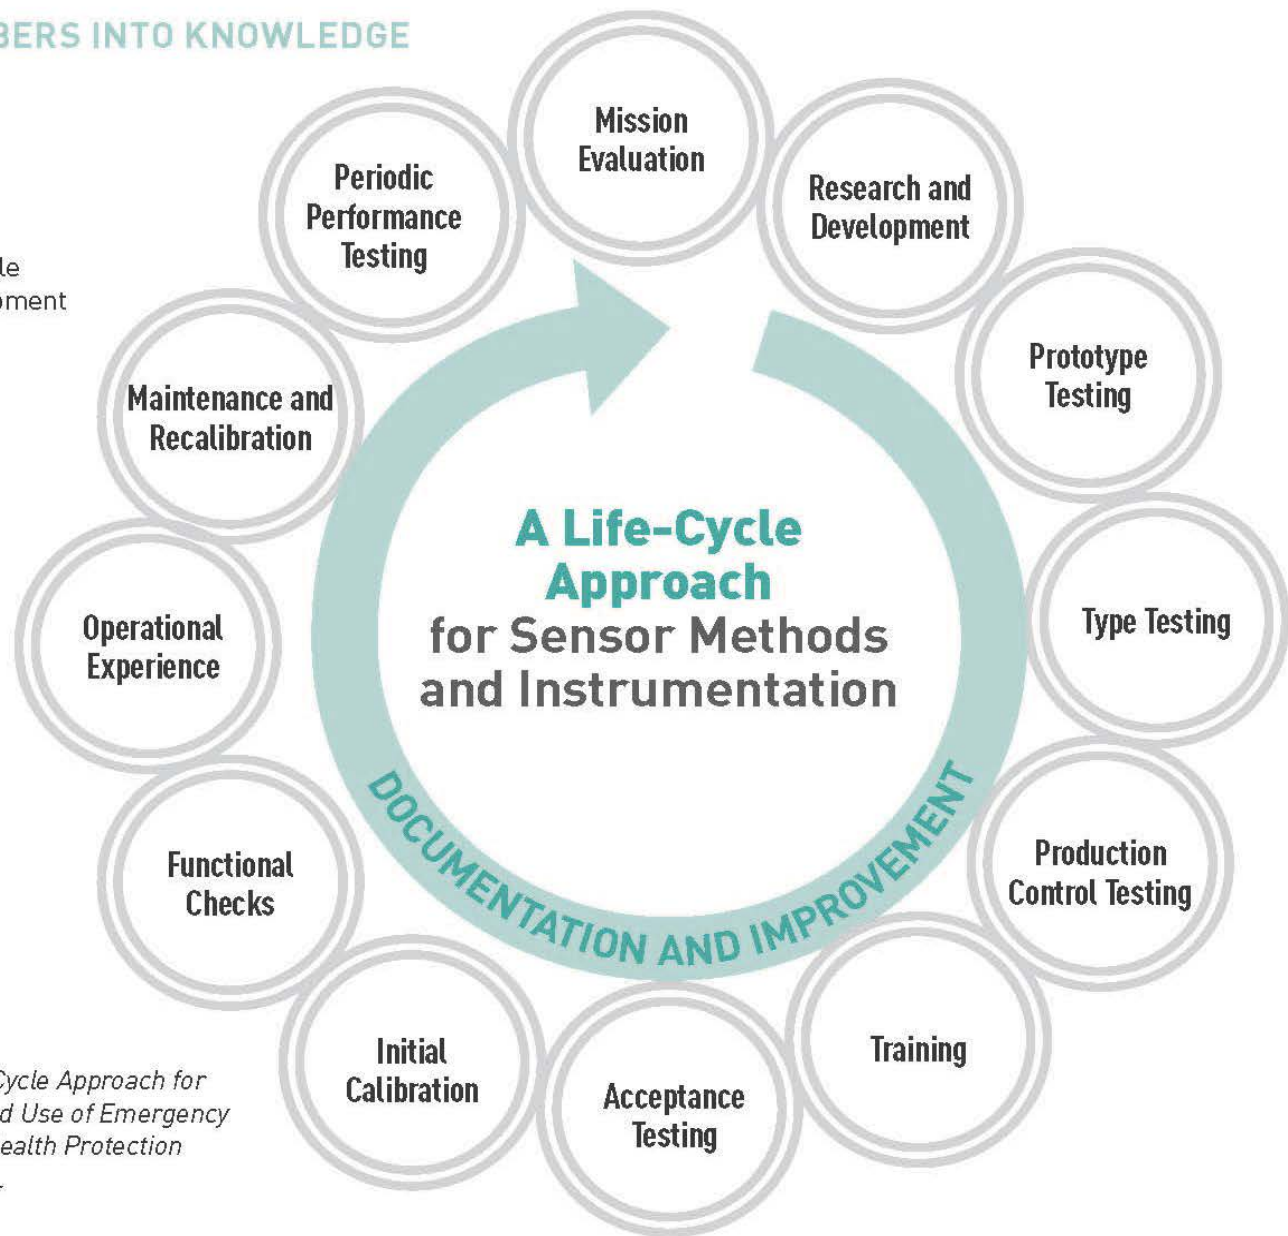 BERS INTO KNOWLEDGE
le
pment
Mission
Evaluation
Research and
Development
Prototype
Testing
Type Testing
Production
Control Testing
Training
Acceptance
Testing
Initial
Calibration
Functional
Checks
Operational
Experience
Maintenance and
Recalibration
Periodic
Performance
Testing
A Life-Cycle
Approach
for Sensor Methods
and Instrumentation
DOCUMENTATION AND IMPROVEMENT
Cycle Approach for
d Use of Emergency
ealth Protection